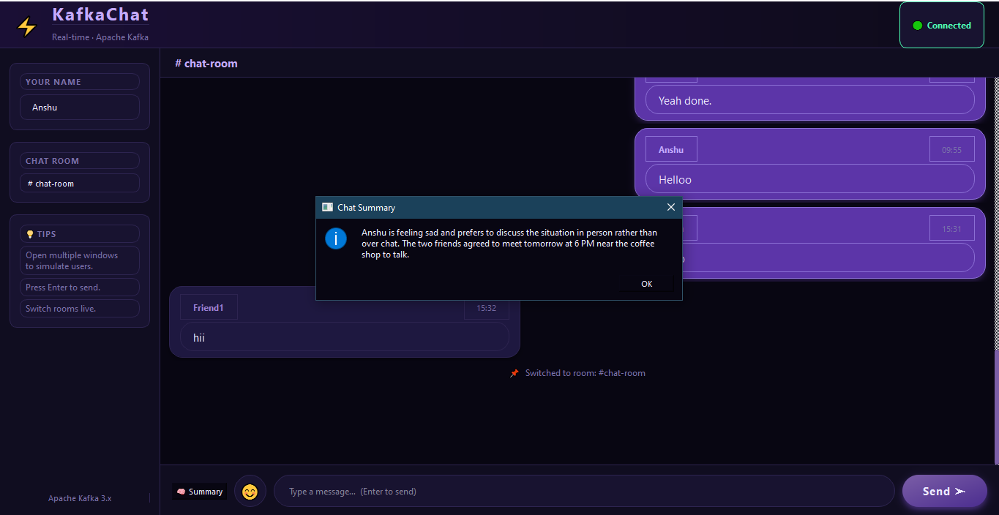 KafkaChat
Real-time · Apache Kafka
Connected
YOUR NAME
Anshu
CHAT ROOM
# chat-room
TIPS
Open multiple windows
to simulate users.
Press Enter to send.
Switch rooms live.
Apache Kafka 3.x
# chat-room
Yeah done.
Anshu
09:55
Helloo
15:31
Chat Summary
Anshu is feeling sad and prefers to discuss the situation in person rather than
over chat. The two friends agreed to meet tomorrow at 6 PM near the coffee
shop to talk.
OK
Friend1
15:32
hii
Switched to room: #chat-room
Summary
Type a message... (Enter to send)
Send